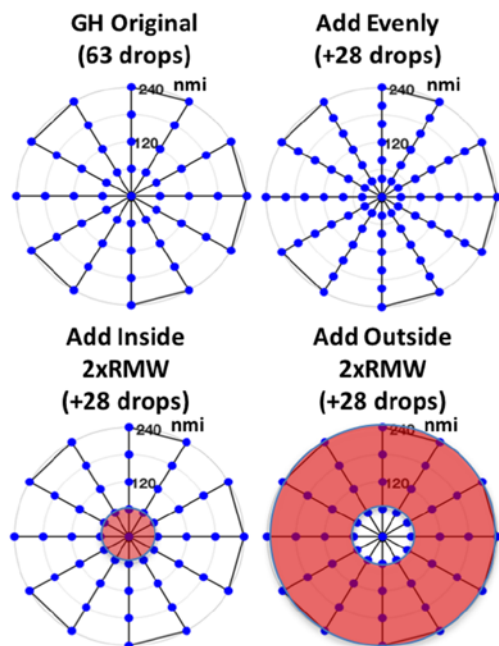 GH Original
(63 drops)
240 nmi
120
Add Evenly
(+28 drops)
240 nmi
120
Add Inside
2xRMW
(+28 drops)
240 nmi
120
Add Outside
2xRMW
(+28 drops)
240 nmi
120